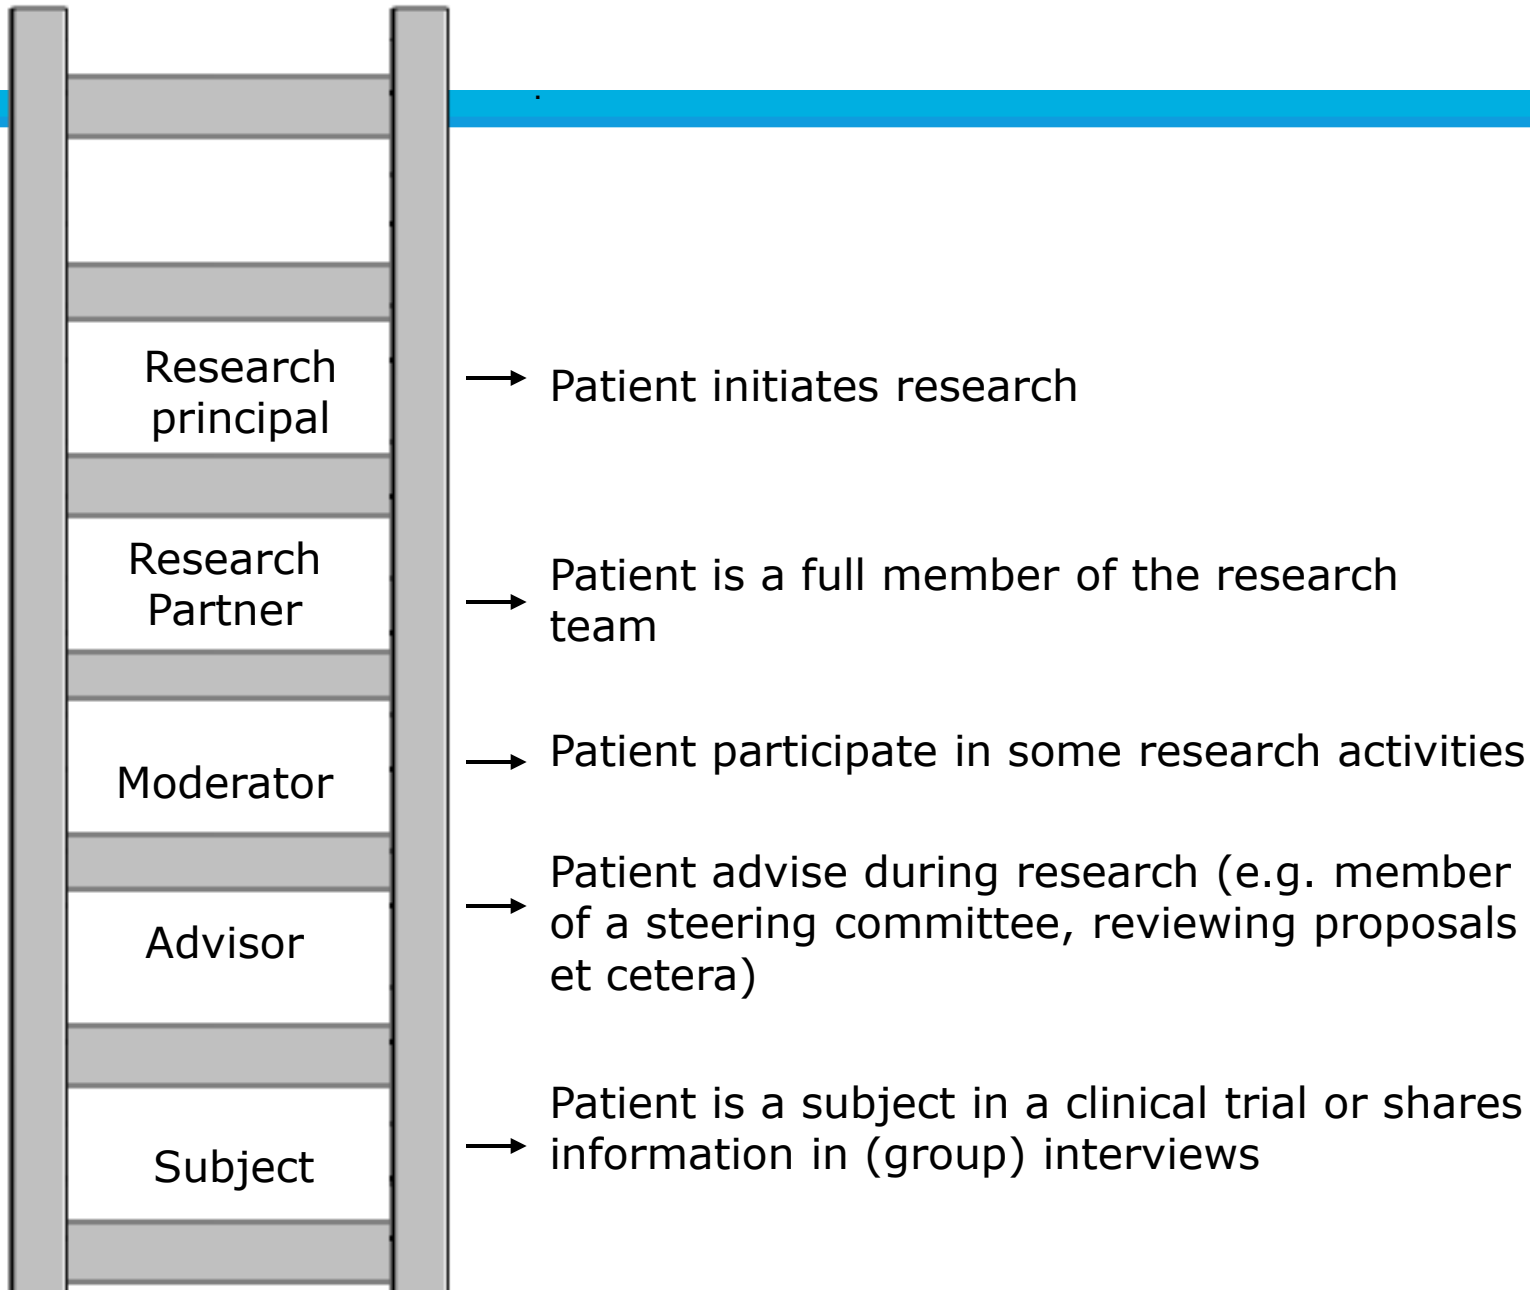 Research
principal
Patient initiates research
Research
Partner
Patient is a full member of the research
team
Moderator
Patient participate in some research activities
Advisor
Patient advise during research (e.g. member
of a steering committee, reviewing proposals
et cetera)
Subject
Patient is a subject in a clinical trial or shares
information in (group) interviews